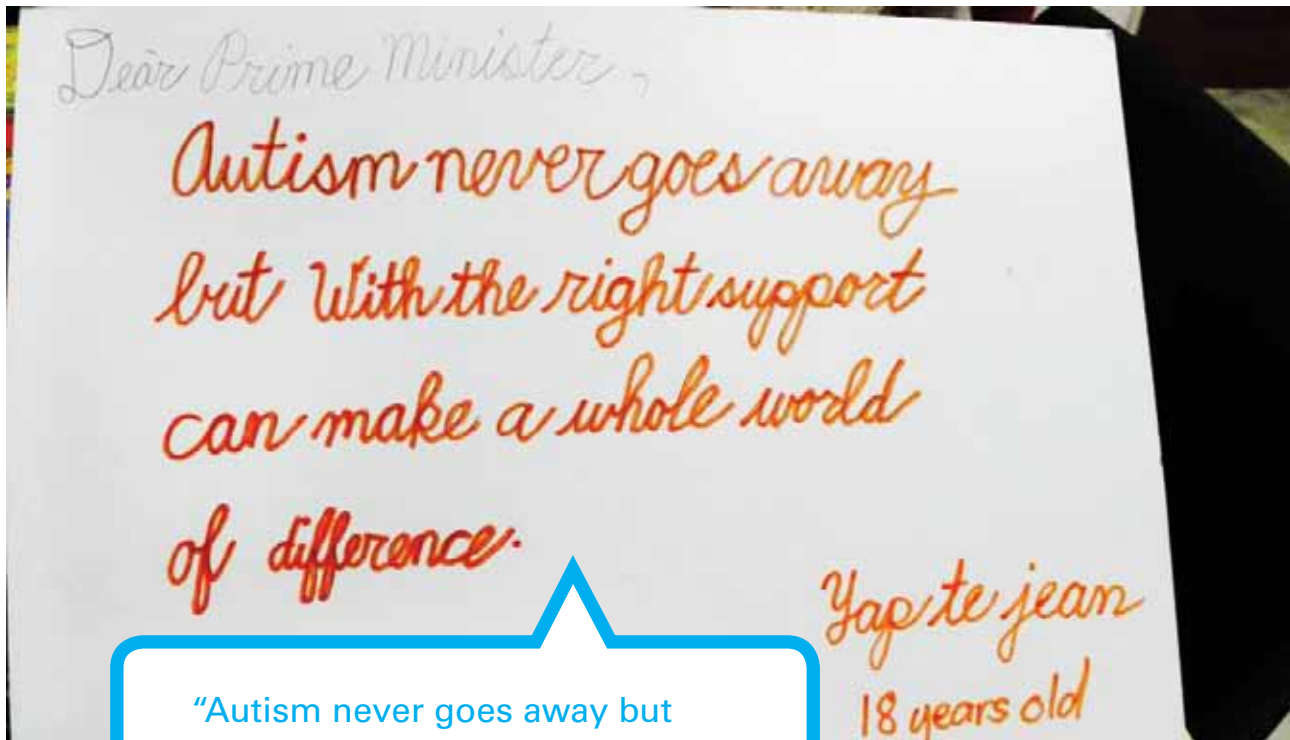 Dear Prime Minister,
Autism never goes away
but With the right support
can make a whole world
of difference.
Yap te jean
18 years old
“Autism never goes away but